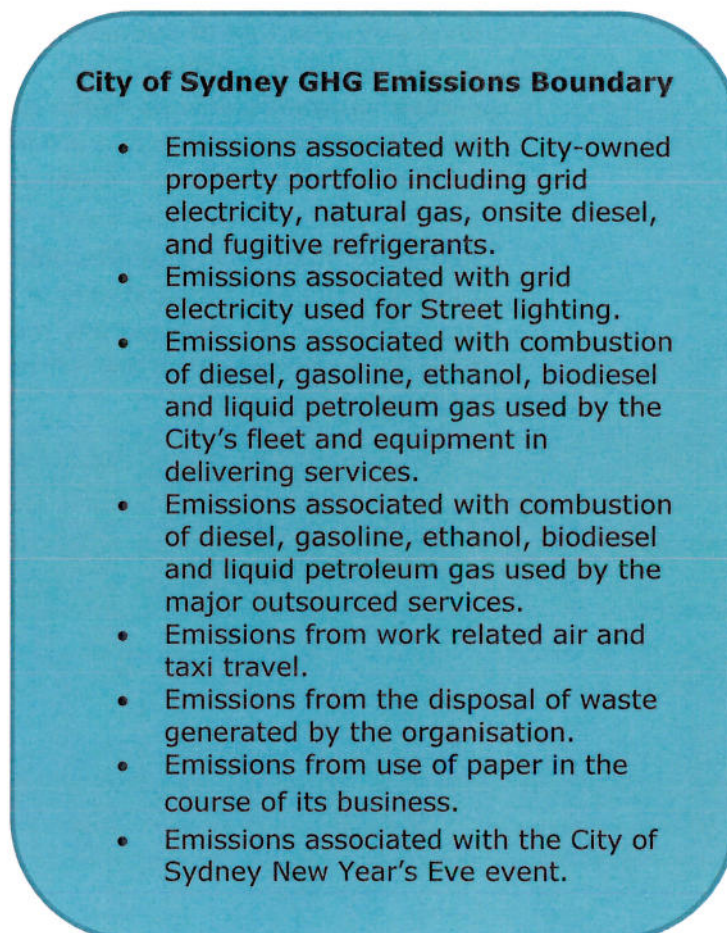 City of Sydney GHG Emissions Boundary
• Emissions associated with City-owned
property portfolio including grid
electricity, natural gas, onsite diesel,
and fugitive refrigerants.
• Emissions associated with grid
electricity used for Street lighting.
• Emissions associated with combustion
of diesel, gasoline, ethanol, biodiesel
and liquid petroleum gas used by the
City's fleet and equipment in
delivering services.
• Emissions associated with combustion
of diesel, gasoline, ethanol, biodiesel
and liquid petroleum gas used by the
major outsourced services.
• Emissions from work related air and
taxi travel.
• Emissions from the disposal of waste
generated by the organisation.
• Emissions from use of paper in the
course of its business.
• Emissions associated with the City of
Sydney New Year's Eve event.